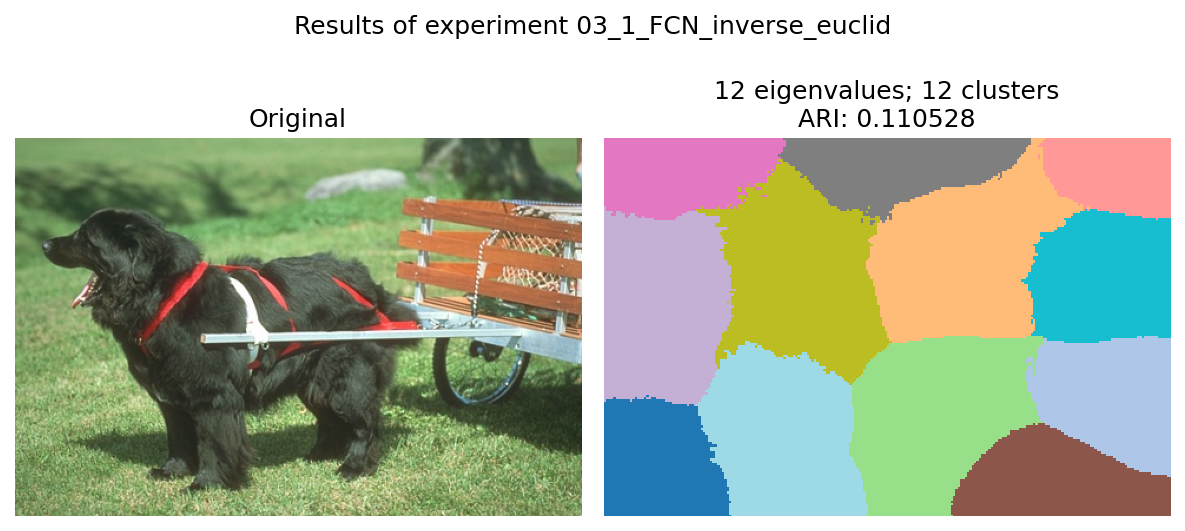 Results of experiment 03_1_FCN_inverse_euclid
Original
12 eigenvalues; 12 clusters
ARI: 0.110528